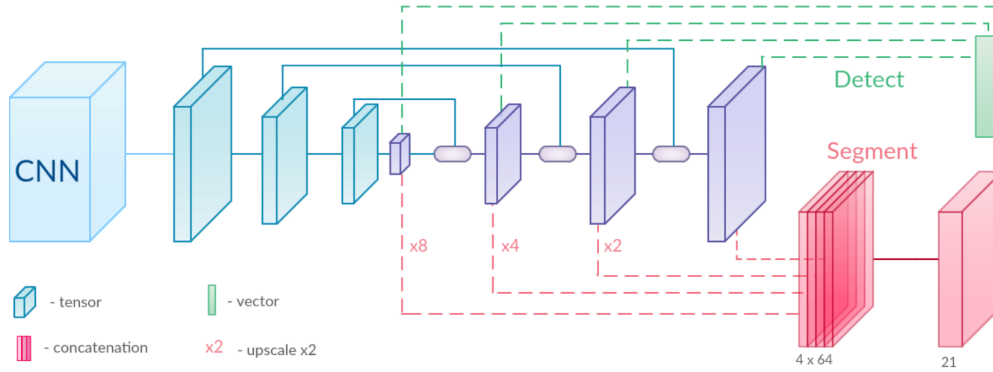 Detect
CNN
Segment
x8
x4
x2
- tensor
- vector
- concatenation
x2
- upscale x2
4 x 64
21